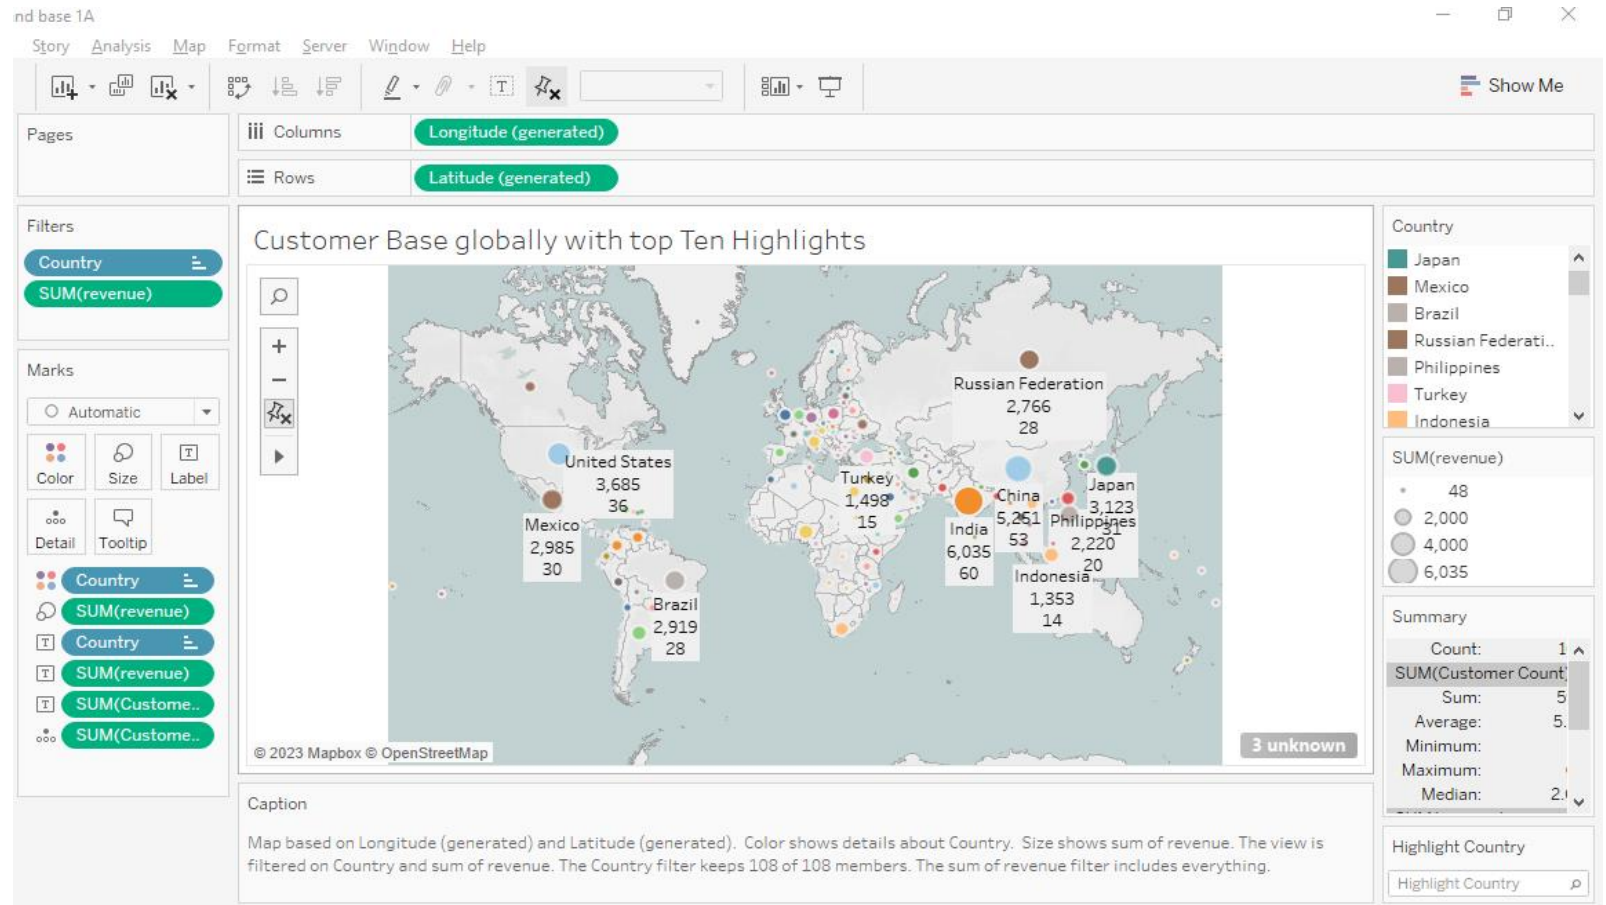 nd base 1A
Story Analysis Map Format Server Window Help
Show Me
Pages
Columns
Longitude (generated)
Rows
Latitude (generated)
Filters
Country
SUM(revenue)
Marks
Automatic
Color Size Label
Detail Tooltip
Country
SUM(revenue)
Country
SUM(revenue)
SUM(Custome..
SUM(Custome..
Customer Base globally with top Ten Highlights
Russian Federation
2,766
28
United States
3,685
36
Mexico
2,985
30
Brazil
2,919
28
Turkey
1,498
15
India
6,035
60
China
5,251
53
Japan
3,123
31
Philippines
2,220
20
Indonesia
1,353
14
© 2023 Mapbox © OpenStreetMap
3 unknown
Caption
Map based on Longitude (generated) and Latitude (generated). Color shows details about Country. Size shows sum of revenue. The view is
filtered on Country and sum of revenue. The Country filter keeps 108 of 108 members. The sum of revenue filter includes everything.
Country
Japan
Mexico
Brazil
Russian Federati..
Philippines
Turkey
Indonesia
SUM(revenue)
48
2,000
4,000
6,035
Summary
Count:
SUM(Customer Count)
Sum: 5
Average: 5.
Minimum:
Maximum:
Median: 2.
Highlight Country
Highlight Country